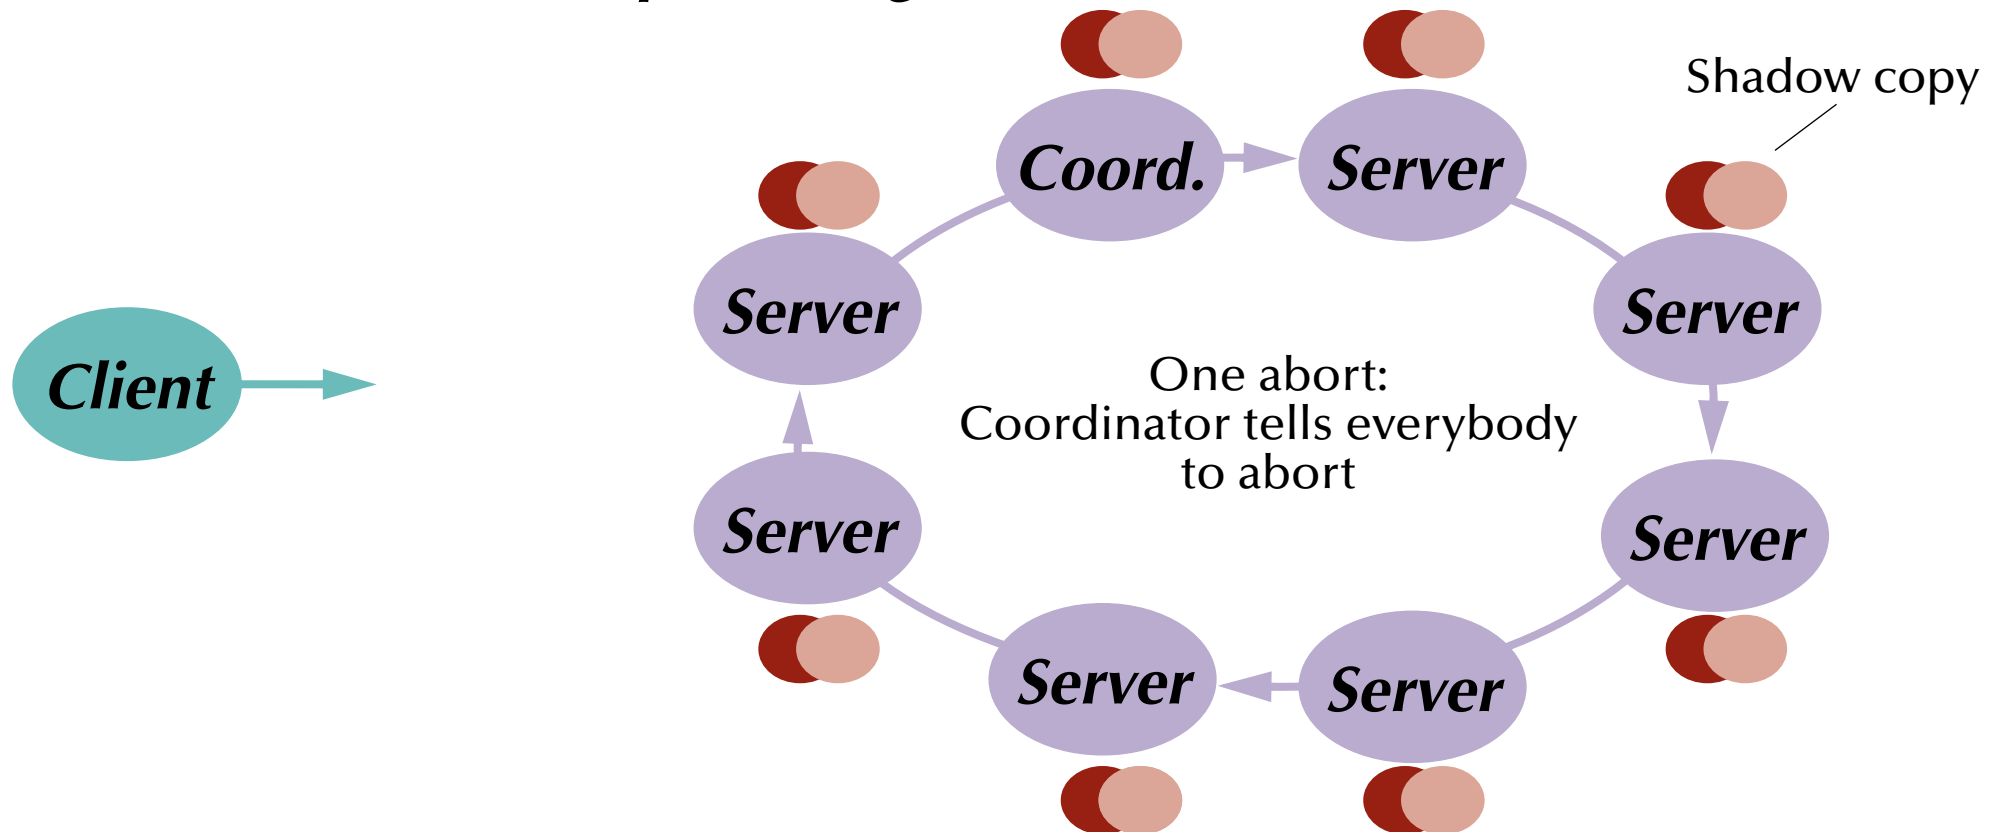 Shadow copy
Coord.
Server
Server
Server
Client
One abort:
Coordinator tells everybody
to abort
Server
Server
Server
Server